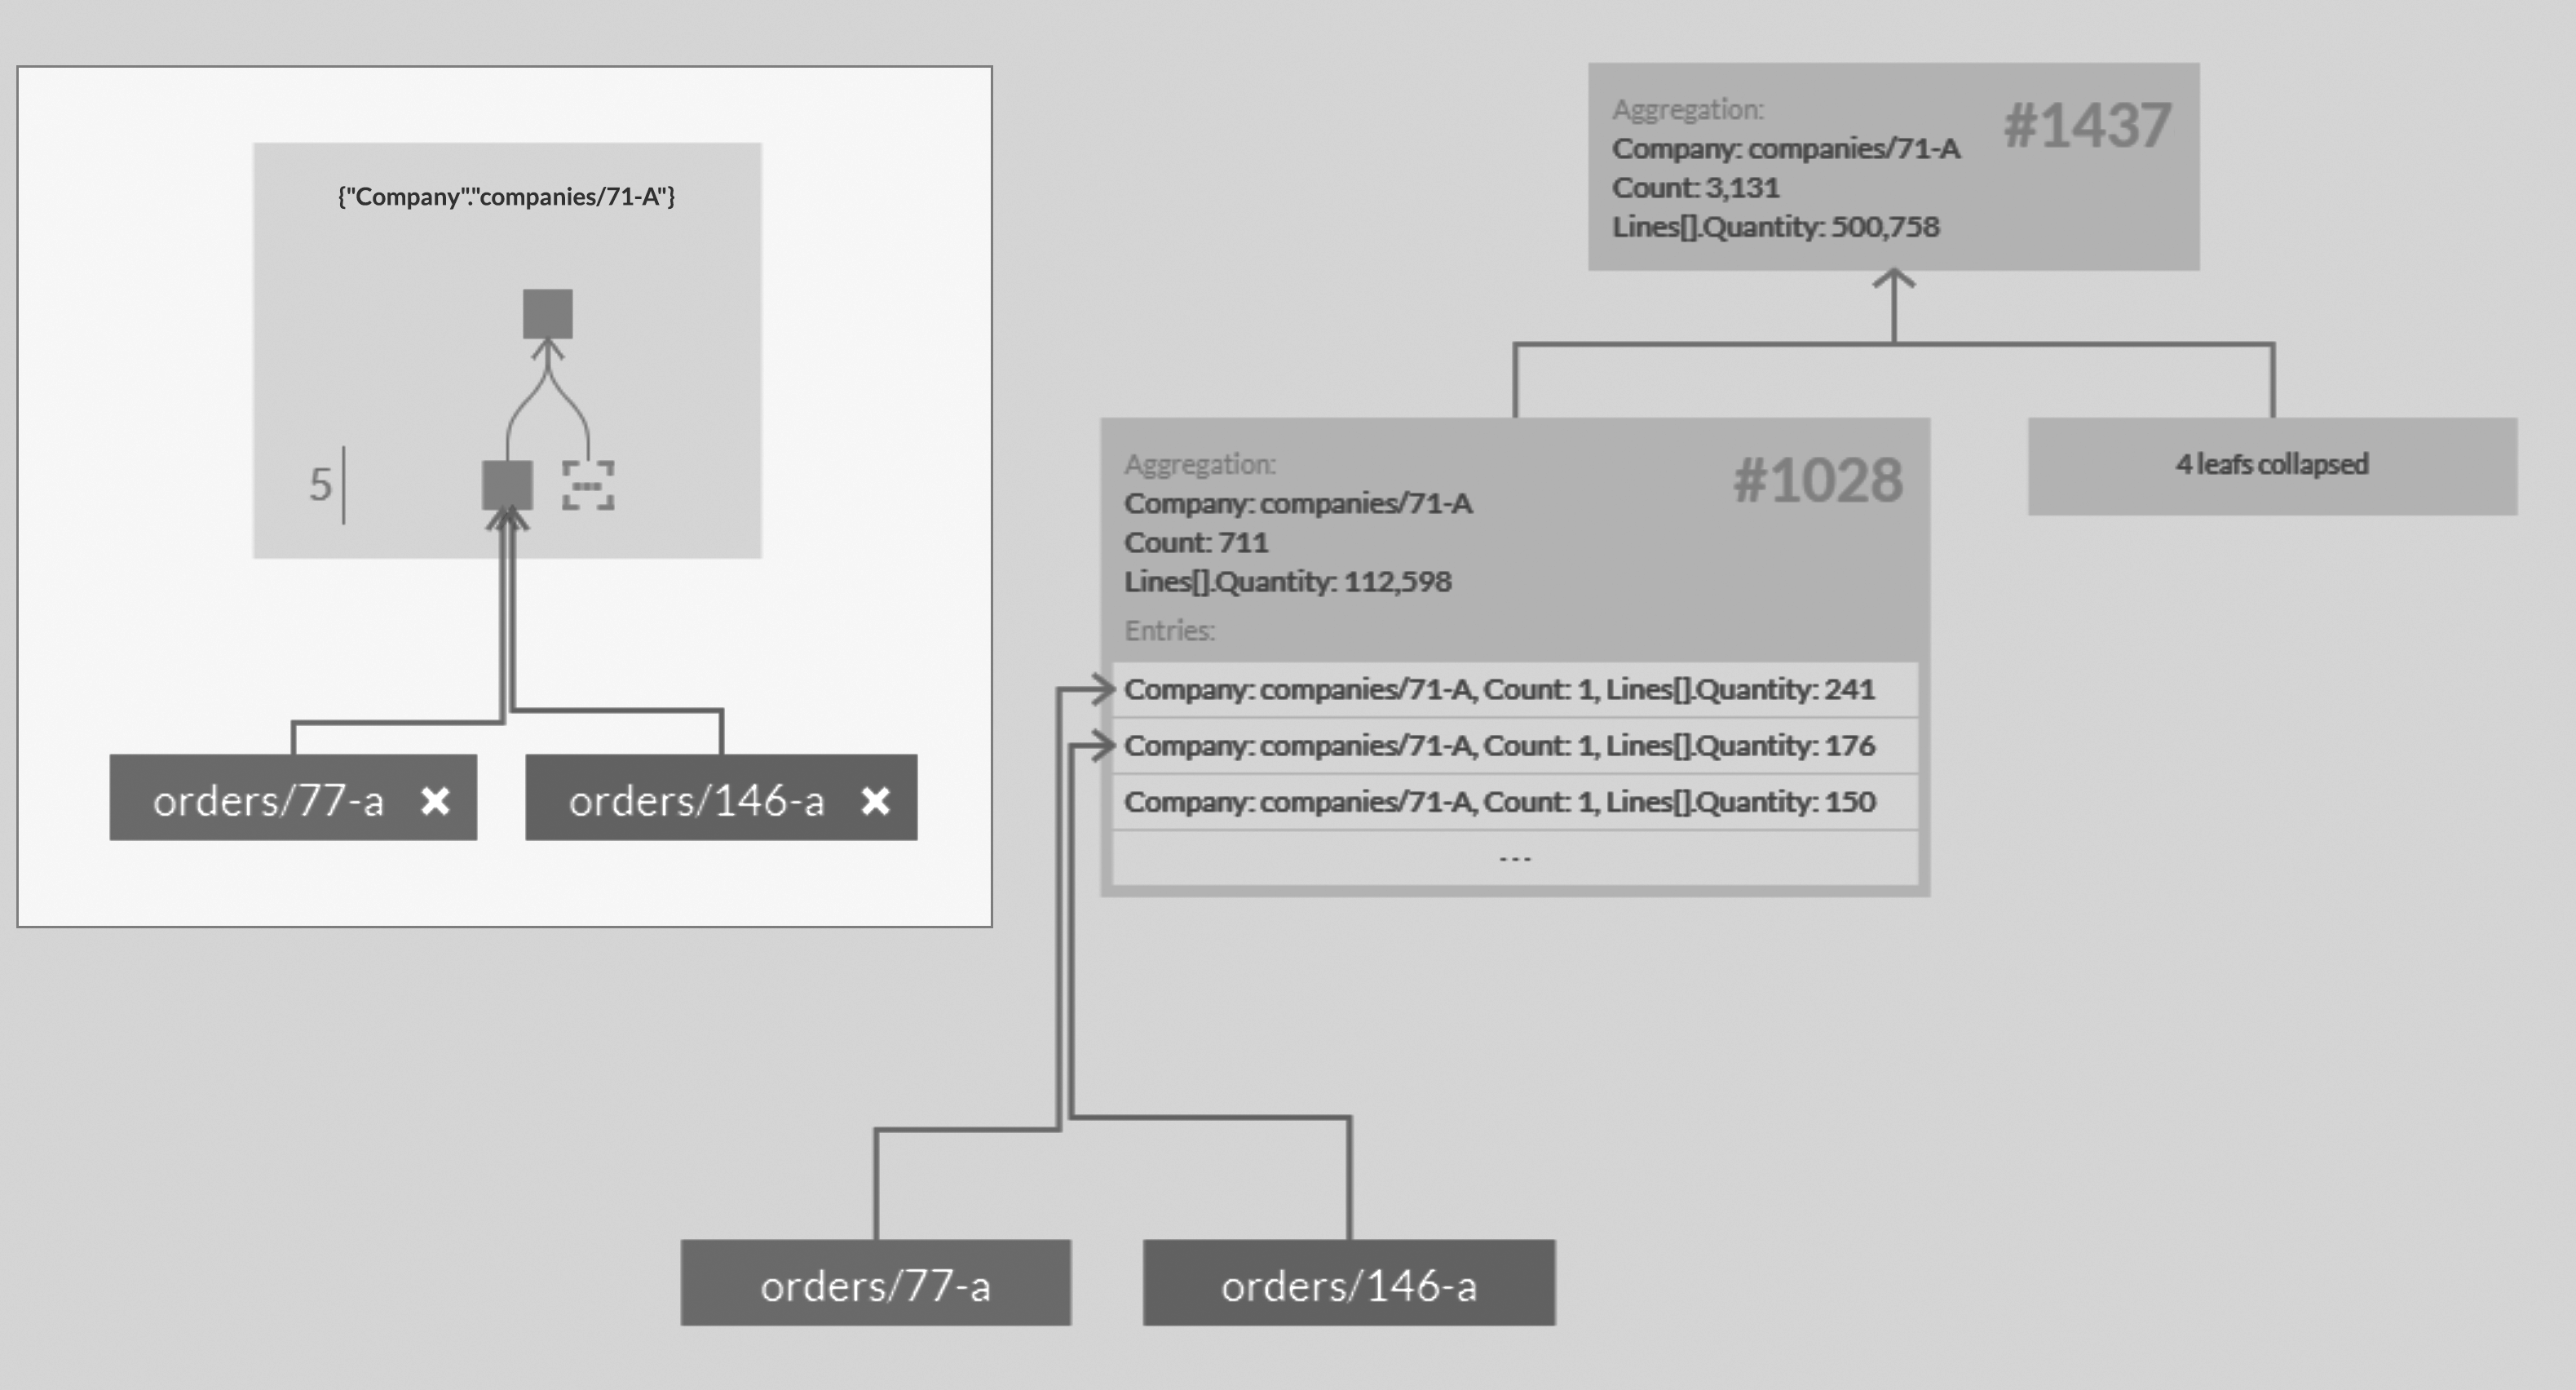 {"Company":"companies/71-A"}
5
orders/77-a ✖
orders/146-a ✖
Aggregation:
#1437
Company: companies/71-A
Count: 3,131
Lines[].Quantity: 500,758
Aggregation:
#1028
Company: companies/71-A
Count: 711
Lines[].Quantity: 112,598
Entries:
Company: companies/71-A, Count: 1, Lines[].Quantity: 241
Company: companies/71-A, Count: 1, Lines[].Quantity: 176
Company: companies/71-A, Count: 1, Lines[].Quantity: 150
---
4 leafs collapsed
orders/77-a
orders/146-a